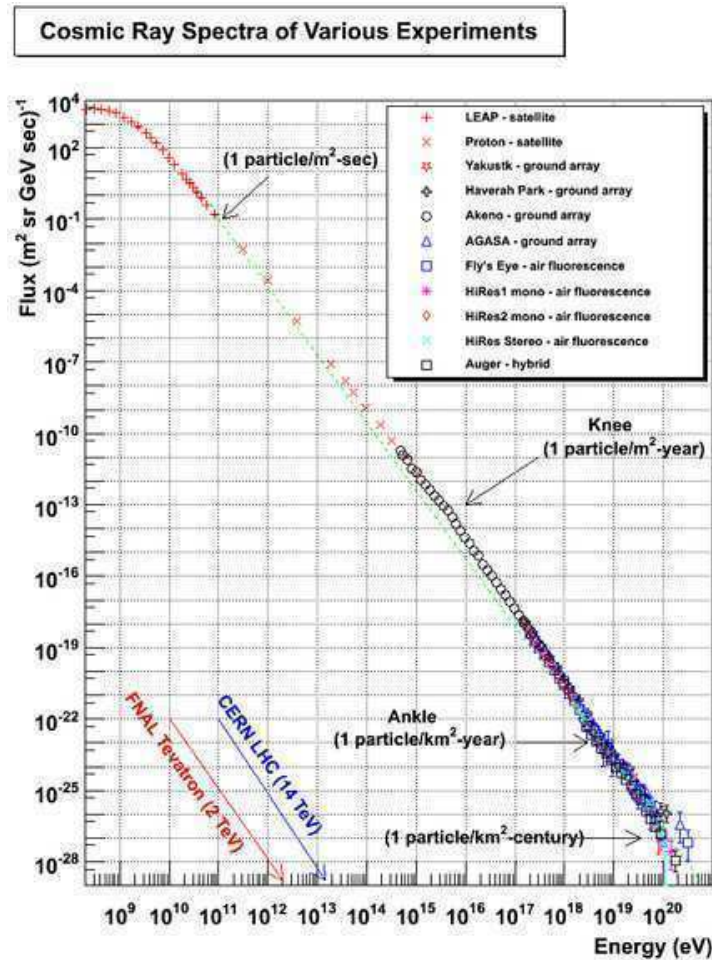 Cosmic Ray Spectra of Various Experiments
Flux (m² sr GeV sec)⁻¹
10⁴
10²
10⁻¹
10⁻⁴
10⁻⁷
10⁻¹⁰
10⁻¹³
10⁻¹⁶
10⁻¹⁹
10⁻²²
10⁻²⁵
10⁻²⁸
LEAP - satellite
Proton - satellite
Yakustk - ground array
Haverah Park - ground array
Akeno - ground array
AGASA - ground array
Fly's Eye - air fluorescence
HiRes1 mono - air fluorescence
HiRes2 mono - air fluorescence
HiRes Stereo - air fluorescence
Auger - hybrid
(1 particle/m²-sec)
Knee
(1 particle/m²-year)
Ankle
(1 particle/km²-year)
(1 particle/km²-century)
FNAL Tevatron (2 TeV)
CERN LHC (14 TeV)
10⁹ 10¹⁰ 10¹¹ 10¹² 10¹³ 10¹⁴ 10¹⁵ 10¹⁶ 10¹⁷ 10¹⁸ 10¹⁹ 10²⁰
Energy (eV)